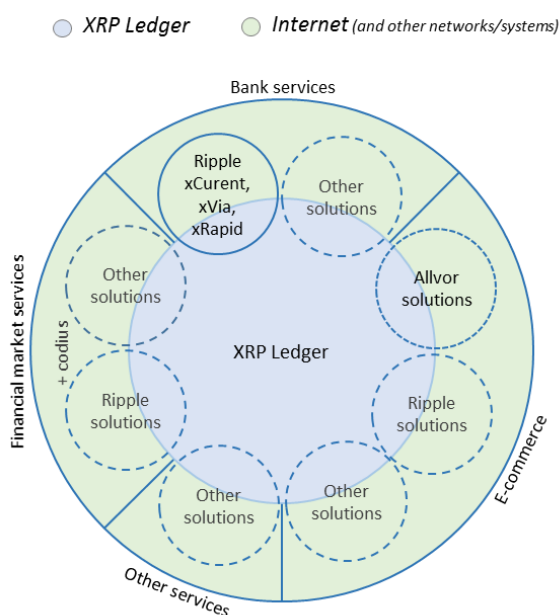 XRP Ledger
Internet (and other networks/systems)
Bank services
Ripple
xCurent,
xVia,
xRapid
Other
solutions
Other
solutions
Allvor
solutions
Financial market services
+ codius
XRP Ledger
Ripple
solutions
Ripple
solutions
E-commerce
Other
solutions
Other
solutions
Other services